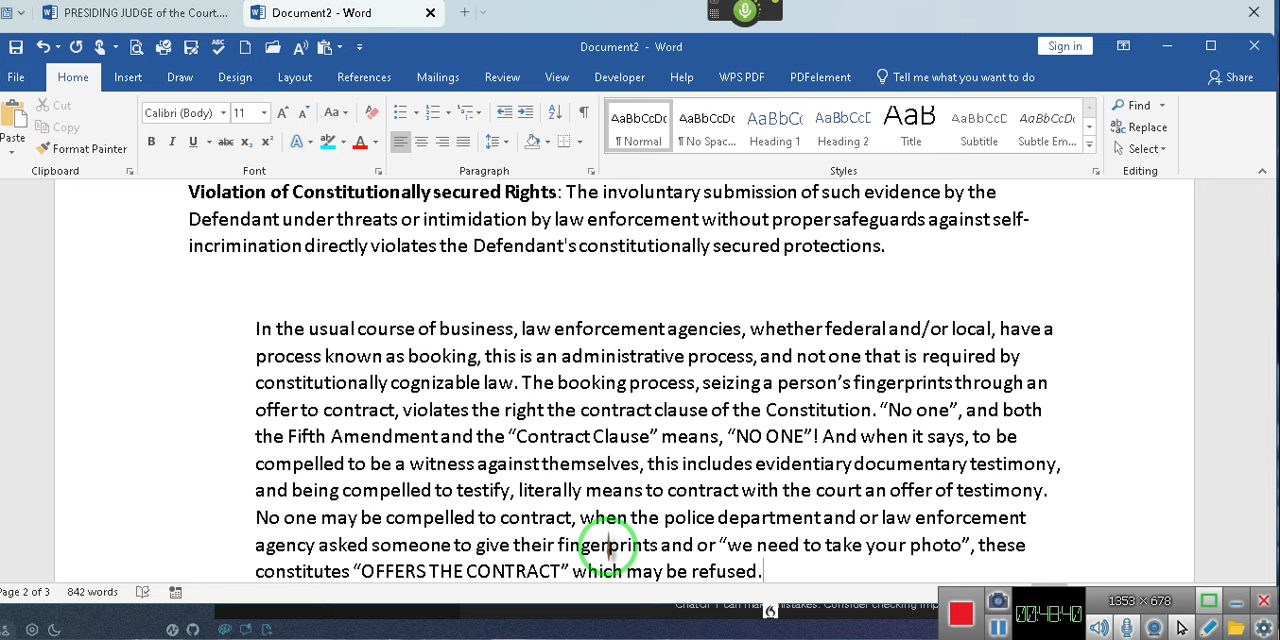 PRESIDING JUDGE of the Court....
Document2 - Word
Document2 - Word
Sign in
File
Home
Insert
Draw
Design
Layout
References
Mailings
Review
View
Developer
Help
WPS PDF
PDFelement
Tell me what you want to do
Share
Paste
Cut
Copy
Format Painter
Clipboard
Calibri (Body)
11
Font
Paragraph
AaBbCcDc
¶ Normal
AaBbCcDc
¶ No Spac...
AaBbCc
Heading 1
AaBbCcD
Heading 2
AaB
Title
AaBbCcD
Subtitle
AaBbCcDc
Subtle Em...
Styles
Find
Replace
Select
Editing
Violation of Constitutionally secured Rights: The involuntary submission of such evidence by the
Defendant under threats or intimidation by law enforcement without proper safeguards against self-
incrimination directly violates the Defendant's constitutionally secured protections.
In the usual course of business, law enforcement agencies, whether federal and/or local, have a
process known as booking, this is an administrative process, and not one that is required by
constitutionally cognizable law. The booking process, seizing a person’s fingerprints through an
offer to contract, violates the right the contract clause of the Constitution. “No one”, and both
the Fifth Amendment and the “Contract Clause” means, “NO ONE”! And when it says, to be
compelled to be a witness against themselves, this includes evidentiary documentary testimony,
and being compelled to testify, literally means to contract with the court an offer of testimony.
No one may be compelled to contract, when the police department and or law enforcement
agency asked someone to give their fingerprints and or “we need to take your photo”, these
constitutes “OFFERS THE CONTRACT” which may be refused.
Page 2 of 3
842 words
ChatGPT can make mistakes. Consider checking imp
1353 × 678
00:48:40